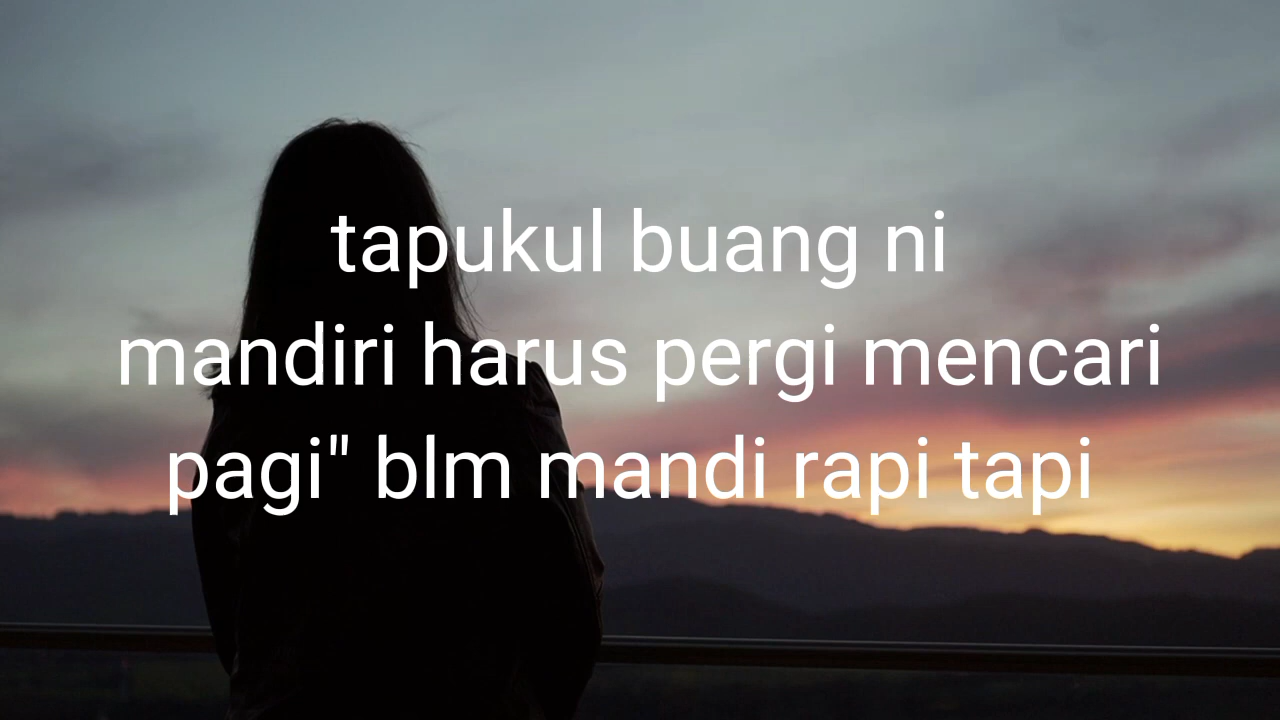 tapukul buang ni
mandiri harus pergi mencari
pagi" blm mandi rapi tapi